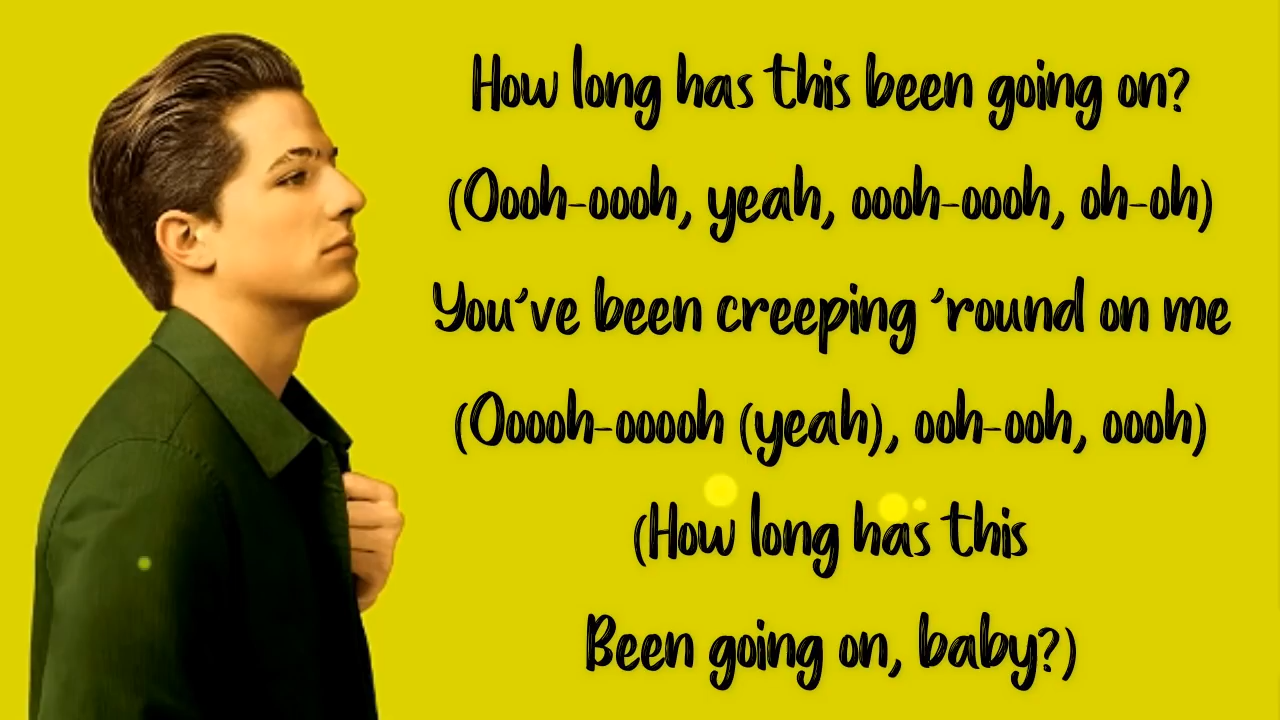 How long has this been going on?
(Oooh-oooh, yeah, oooh-oooh, oh-oh)
You've been creeping 'round on me
(Ooooh-ooooh (yeah), ooh-ooh, oooh)
(How long has this
Been going on, baby?)